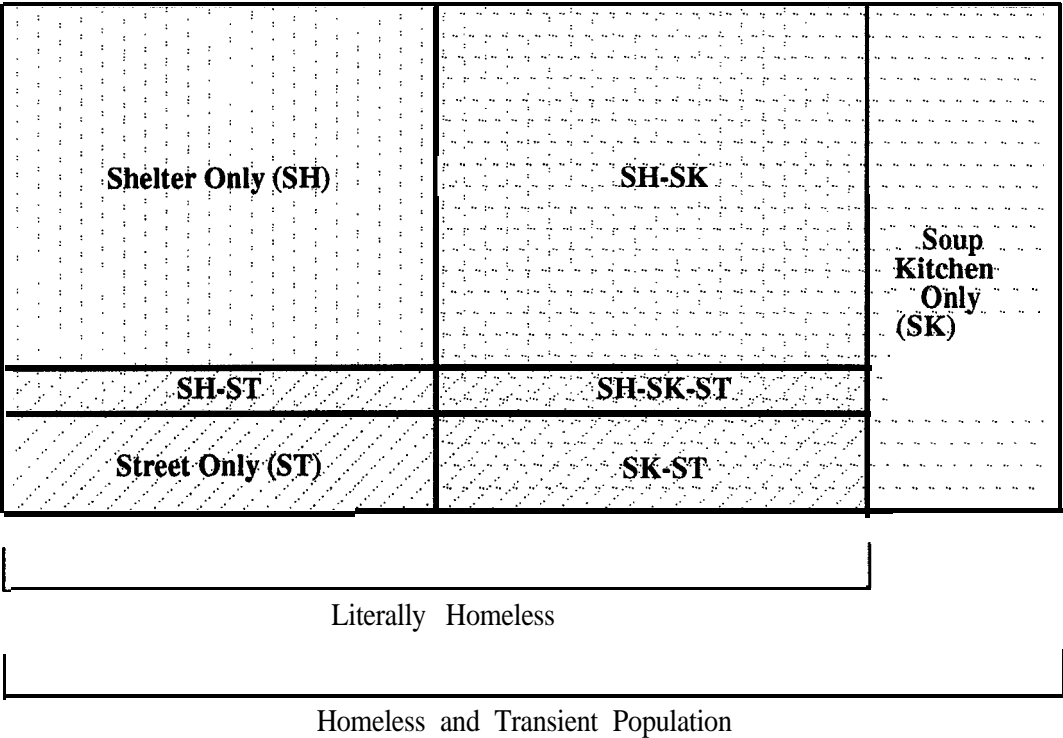 Shelter Only (SH)
SH-SK
Soup
Kitchen
Only
(SK)
SH-ST
SH-SK-ST
Street Only (ST)
SK-ST
Literally Homeless
Homeless and Transient Population